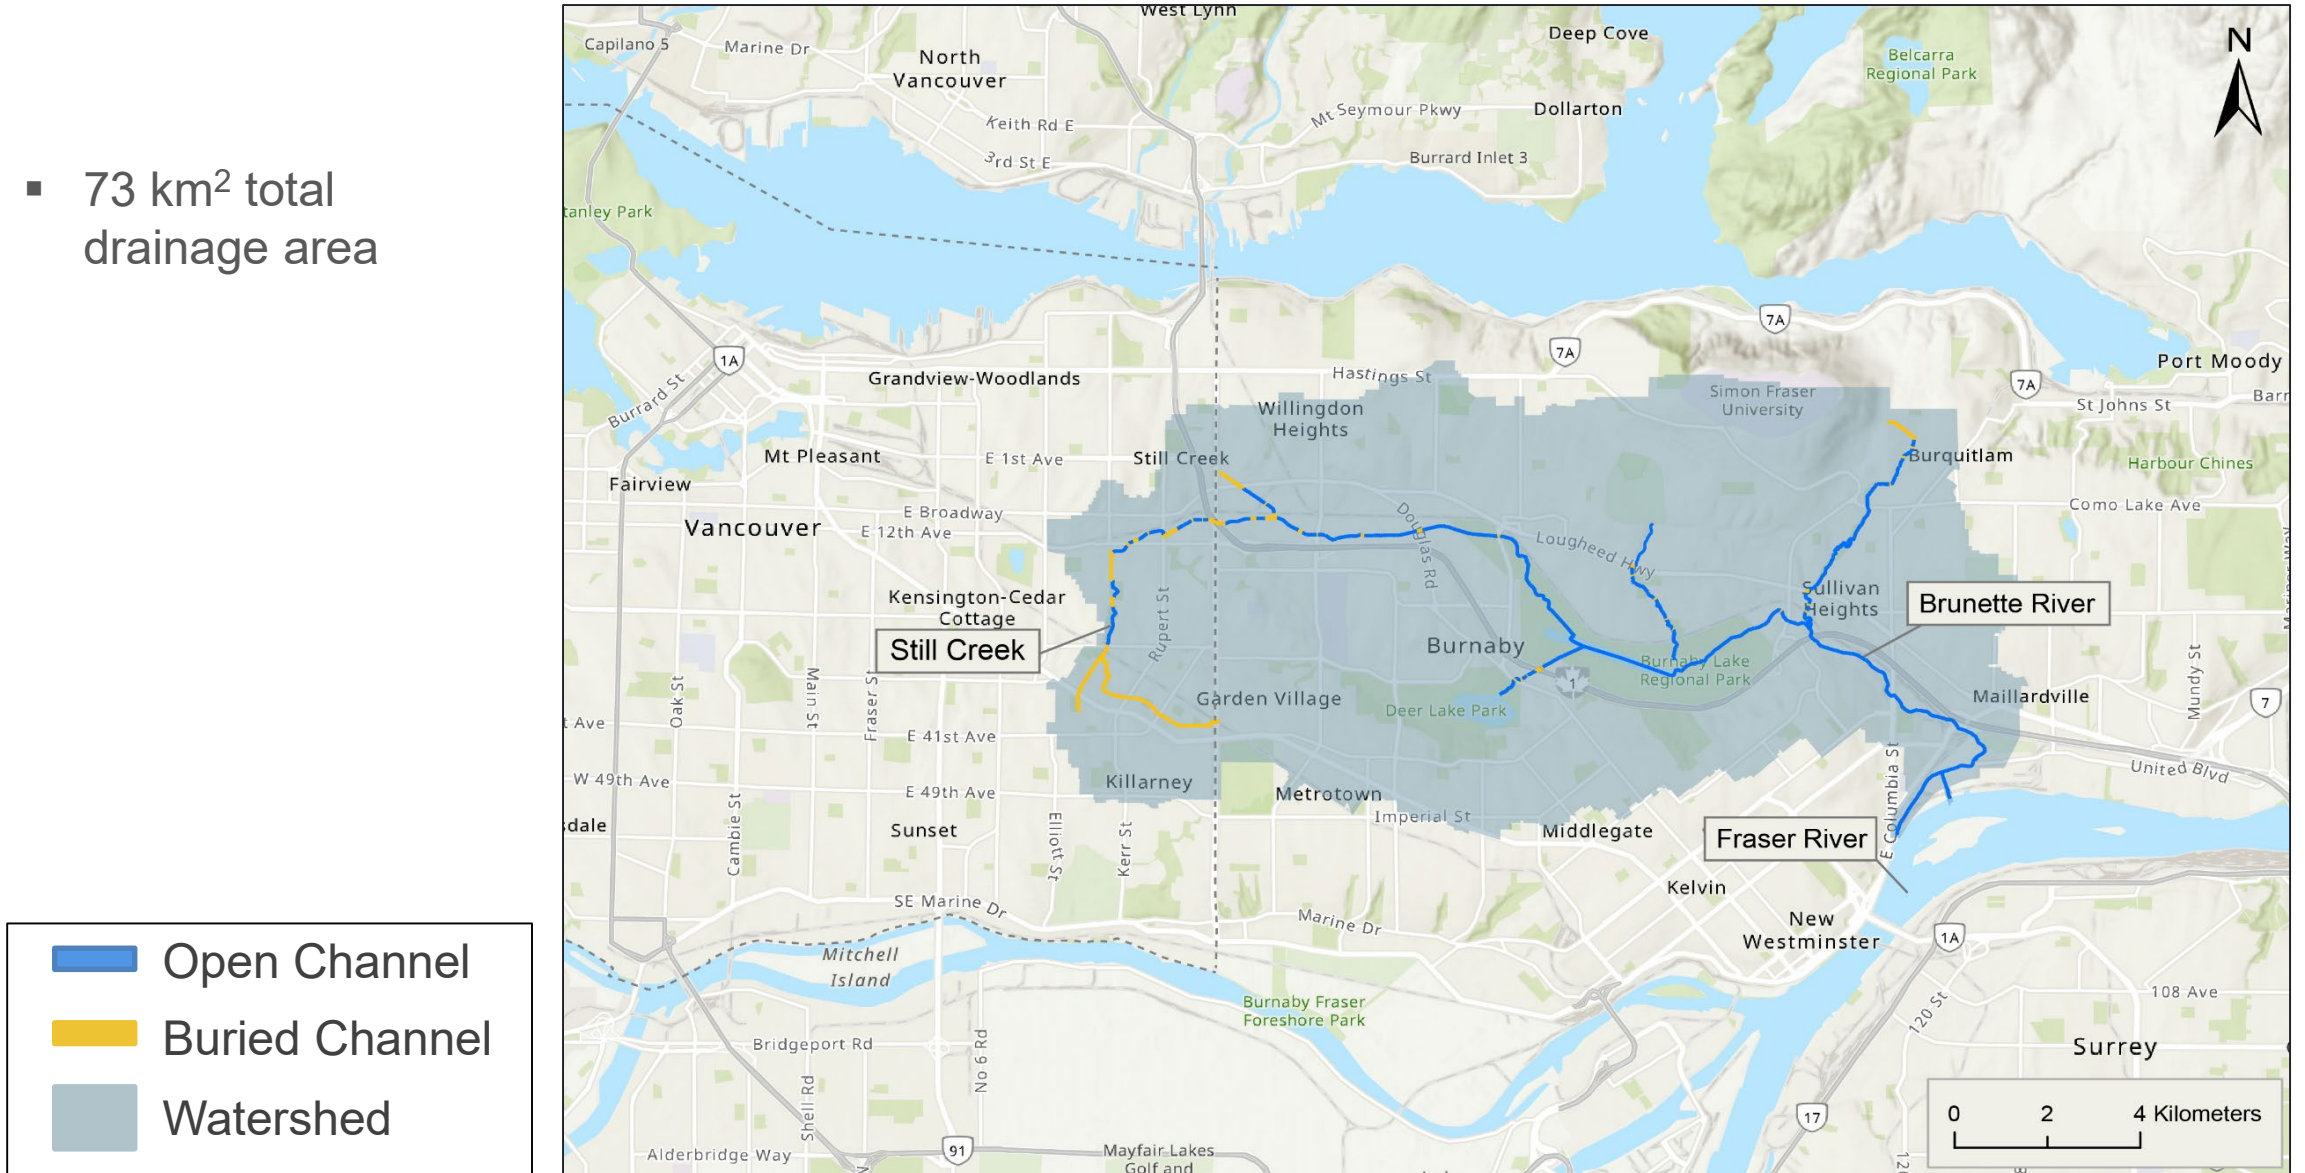 73 km² total
drainage area
Open Channel
Buried Channel
Watershed
West Lynn
Capilano 5
Marine Dr
North
Vancouver
Deep Cove
Belcarra
Regional Park
N
Keith Rd E
Mt Seymour Pkwy
Dollarton
3rd St E
Burrard Inlet 3
tanley Park
7A
7A
1A
Port Moody
Hastings St
7A
Grandview-Woodlands
Burrard St
Simon Fraser
University
St Johns St
Barn
Willingdon
Heights
Mt Pleasant
E 1st Ave
Still Creek
Burquitlam
Harbour Chines
Fairview
E Broadway
Como Lake Ave
Vancouver
E 12th Ave
Douglas Rd
Lougheed Hwy
Kensington-Cedar
Cottage
Rupert St
Sullivan
Heights
Brunette River
Still Creek
Burnaby
Burnaby Lake
Regional Park
1
Mundy St
Oak St
Main St
Fraser St
Garden Village
Deer Lake Park
Maillardville
7
t Ave
E 41st Ave
W 49th Ave
E 49th Ave
Killarney
Metrotown
United Blvd
E Columbia St
sdale
Cambie St
Sunset
Elliott St
Kerr St
Imperial St
Middlegate
Fraser River
Kelvin
SE Marine Dr
Marine Dr
New
Westminster
1A
Mitchell
Island
Burnaby Fraser
Foreshore Park
108 Ave
120 St
Bridgeport Rd
No 6 Rd
Surrey
Shell Rd
0 2 4 Kilometers
17
91
Alderbridge Way
Mayfair Lakes
Golf and